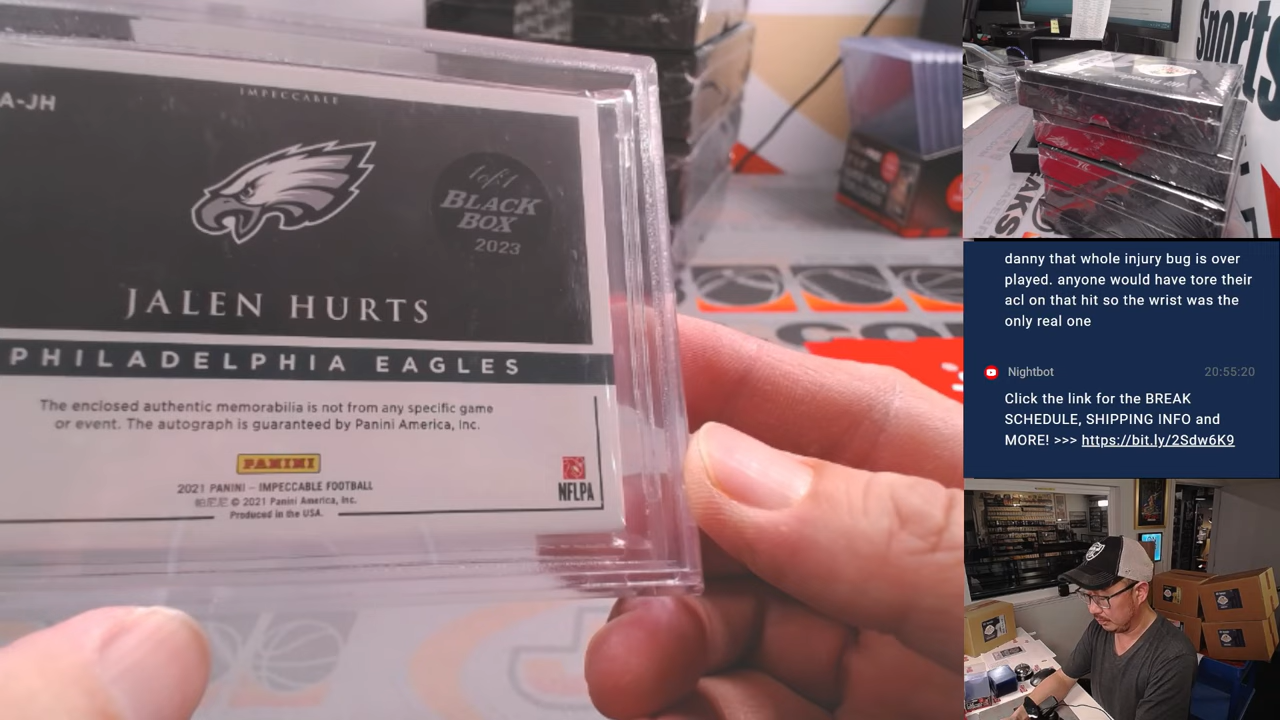 A-JH
IMPECCABLE
1 of 1
BLACK
BOX
2023
JALEN HURTS
PHILADELPHIA EAGLES
The enclosed authentic memorabilia is not from any specific game
or event. The autograph is guaranteed by Panini America, Inc.
PANINI
2021 PANINI – IMPECCABLE FOOTBALL
帕尼尼 © 2021 Panini America, Inc.
Produced in the USA.
NFLPA
Sports
danny that whole injury bug is over
played. anyone would have tore their
acl on that hit so the wrist was the
only real one
Nightbot 20:55:20
Click the link for the BREAK
SCHEDULE, SHIPPING INFO and
MORE! >>> https://bit.ly/2Sdw6K9